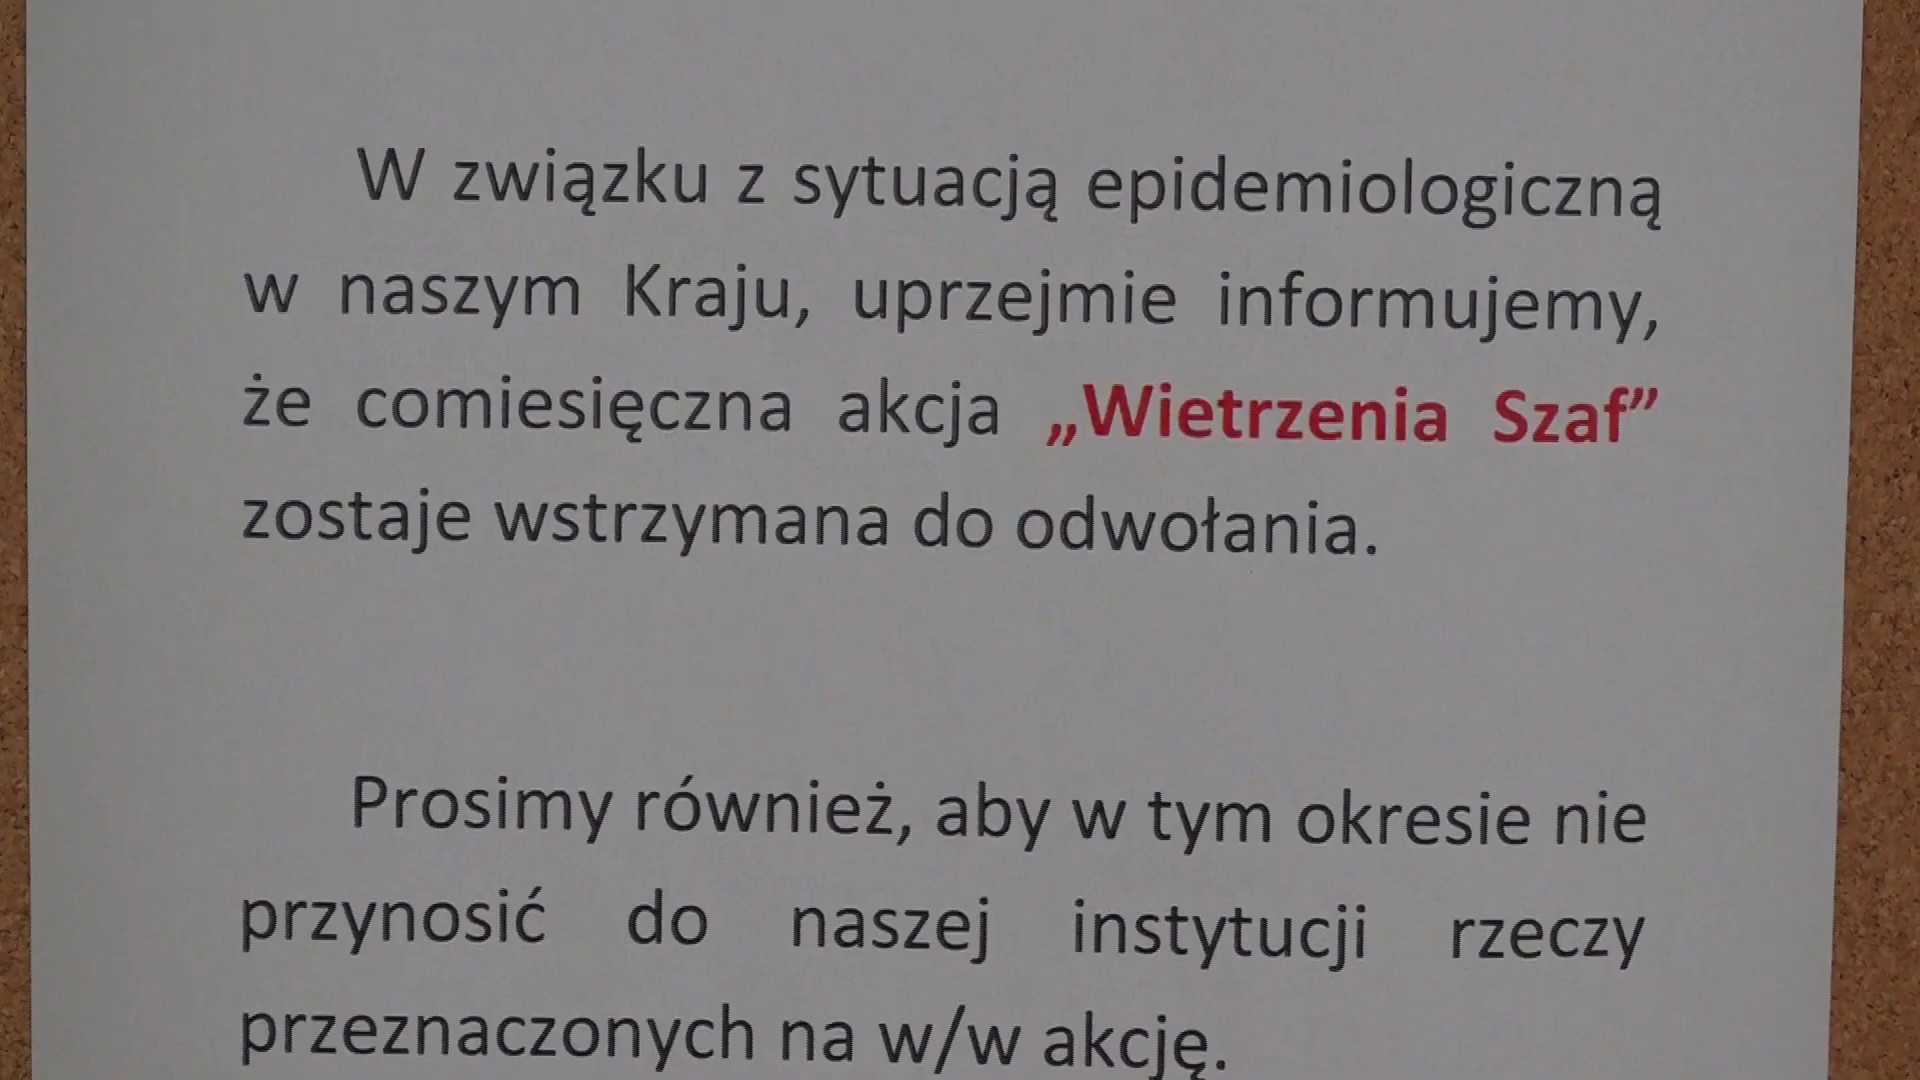 W związku z sytuacją epidemiologiczną
w naszym Kraju, uprzejmie informujemy,
że comiesięczna akcja „Wietrzenia Szaf”
zostaje wstrzymana do odwołania.
Prosimy również, aby w tym okresie nie
przynosić do naszej instytucji rzeczy
przeznaczonych na w/w akcję.